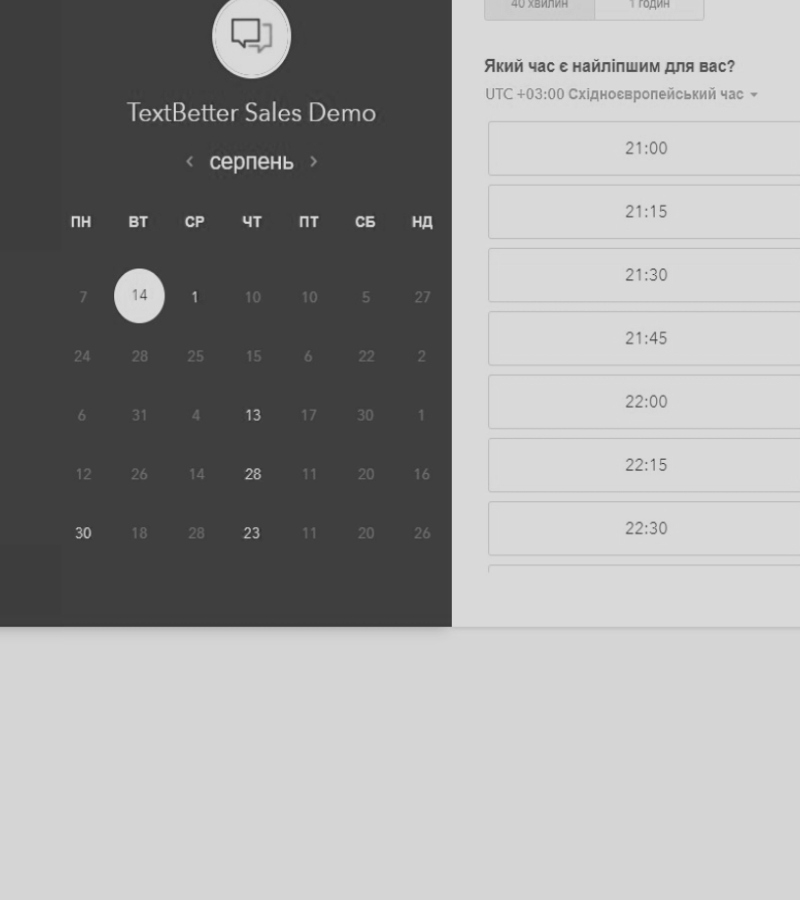 TextBetter Sales Demo
‹ серпень ›
ПН ВТ СР ЧТ ПТ СБ НД
7 14 1 10 10 5 27
24 28 25 15 6 22 2
6 31 4 13 17 30 1
12 26 14 28 11 20 16
30 18 28 23 11 20 26
40 хвилин 1 годин
Який час є найліпшим для вас?
UTC +03:00 Східноєвропейський час
21:00
21:15
21:30
21:45
22:00
22:15
22:30